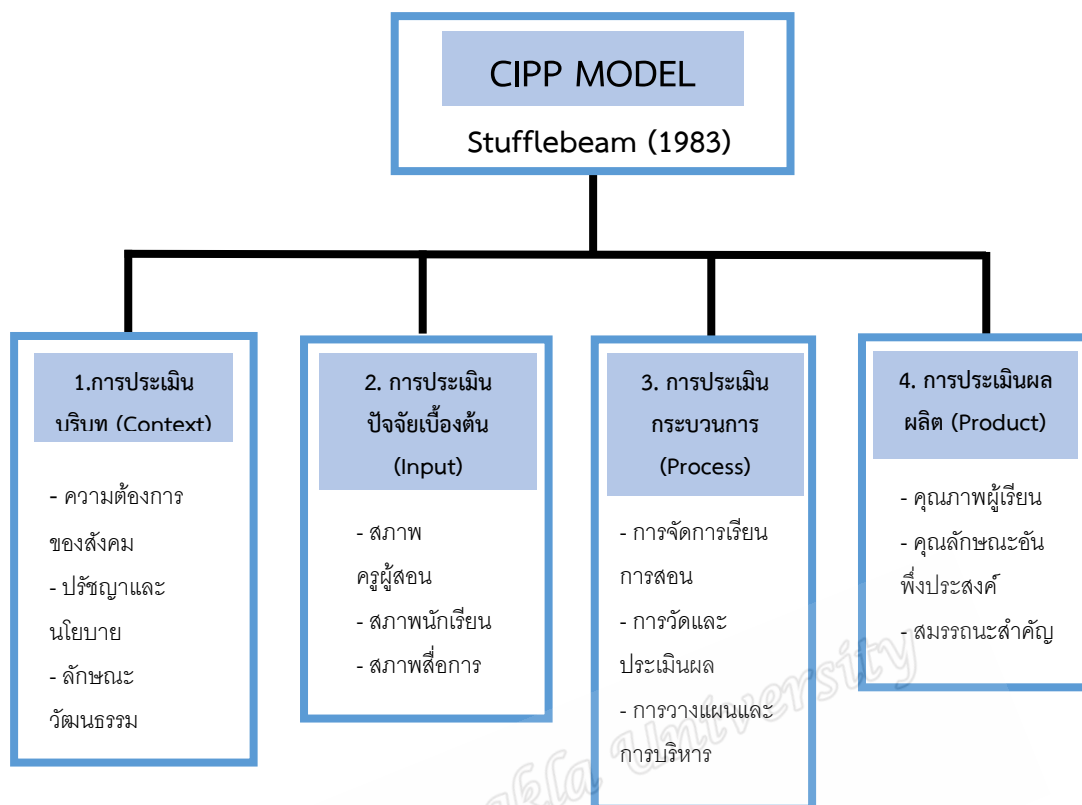 CIPP MODEL
Stufflebeam (1983)
1.การประเมิน
บริบท (Context)
- ความต้องการ
ของสังคม
- ปรัชญาและ
นโยบาย
- ลักษณะ
วัฒนธรรม
2. การประเมิน
ปัจจัยเบื้องต้น
(Input)
- สภาพ
ครูผู้สอน
- สภาพนักเรียน
- สภาพสื่อการ
3. การประเมิน
กระบวนการ
(Process)
- การจัดการเรียน
การสอน
- การวัดและ
ประเมินผล
- การวางแผนและ
การบริหาร
4. การประเมินผล
ผลิต (Product)
- คุณภาพผู้เรียน
- คุณลักษณะอัน
พึ่งประสงค์
- สมรรถนะสำคัญ
University